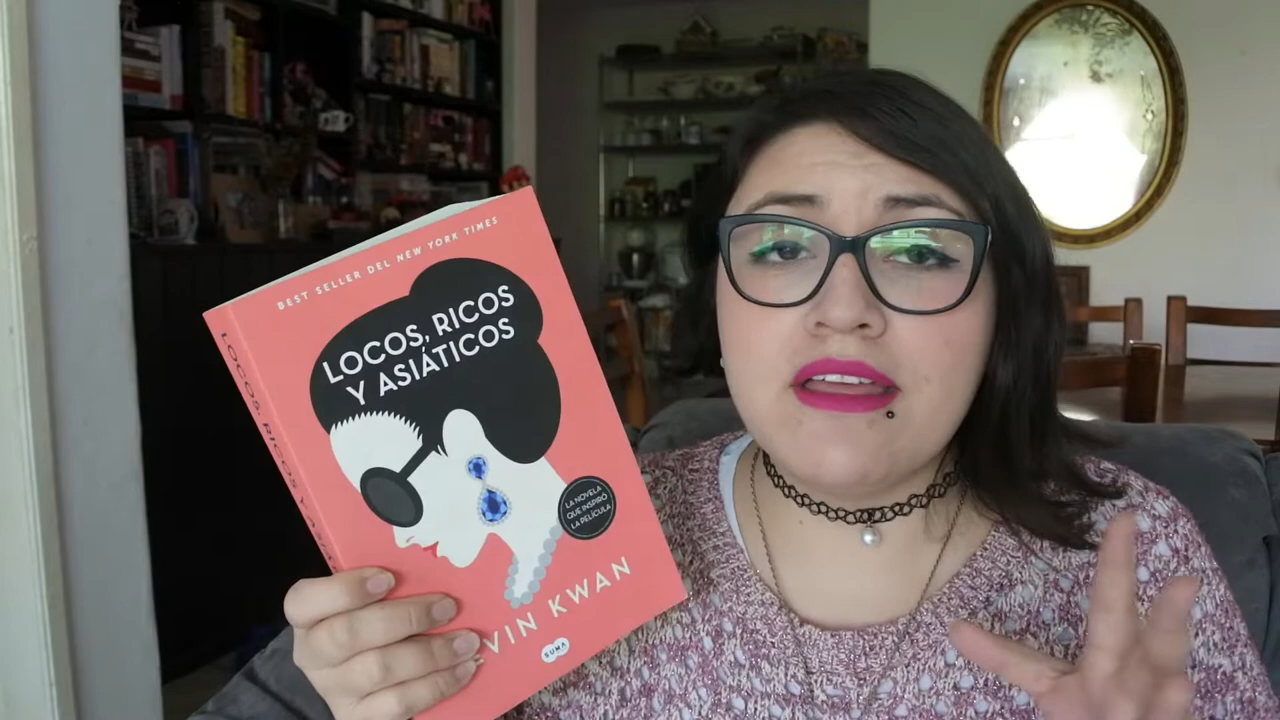 BEST SELLER DEL NEW YORK TIMES
LOCOS, RICOS
Y ASIÁTICOS
LA NOVELA
QUE INSPIRÓ
LA PELÍCULA
VIN KWAN
SUMA
LOCOS, RICOS Y ASIÁ